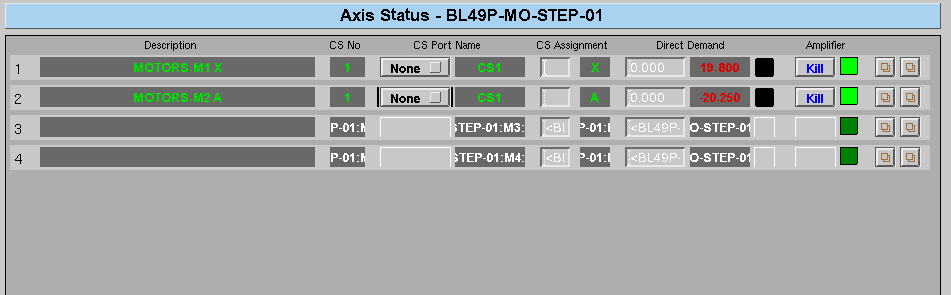 Axis Status - BL49P-MO-STEP-01
Description CS No CS Port Name CS Assignment Direct Demand Amplifier
1 MOTORS-M1 X 1 None CS1 X 0.000 19.800 Kill
2 MOTORS-M2 A 1 None CS1 A 0.000 -20.250 Kill
3 P-01:M STEP-01:M3: <BL P-01:I <BL49P- O-STEP-01
4 P-01:M STEP-01:M4: <BL P-01:I <BL49P- O-STEP-01